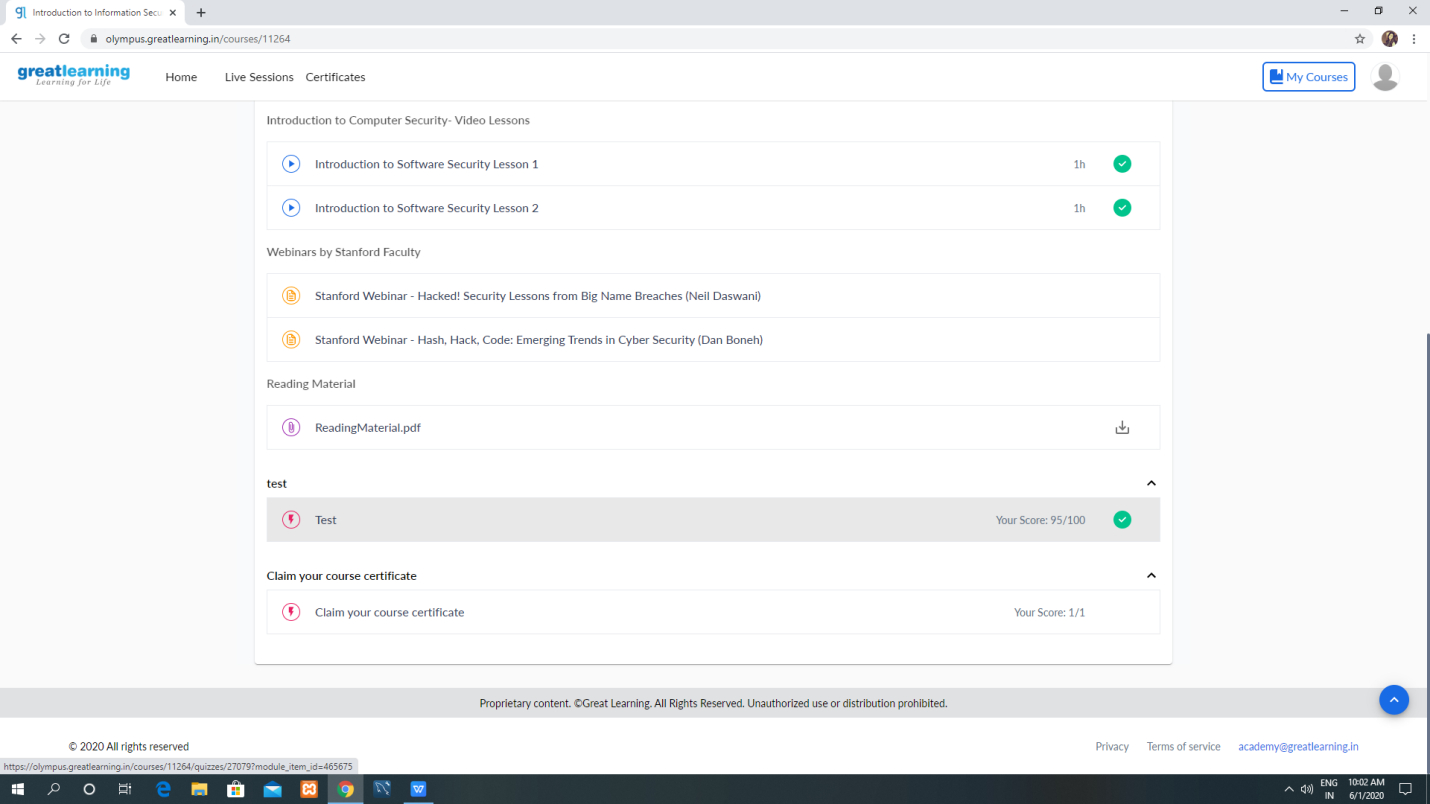 Introduction to Information Secu
olympus.greatlearning.in/courses/11264
greatlearning
Learning for Life
Home Live Sessions Certificates My Courses
Introduction to Computer Security- Video Lessons
Introduction to Software Security Lesson 1 1h
Introduction to Software Security Lesson 2 1h
Webinars by Stanford Faculty
Stanford Webinar - Hacked! Security Lessons from Big Name Breaches (Neil Daswani)
Stanford Webinar - Hash, Hack, Code: Emerging Trends in Cyber Security (Dan Boneh)
Reading Material
ReadingMaterial.pdf
test
Test Your Score: 95/100
Claim your course certificate
Claim your course certificate Your Score: 1/1
Proprietary content. ©Great Learning. All Rights Reserved. Unauthorized use or distribution prohibited.
© 2020 All rights reserved Privacy Terms of service academy@greatlearning.in
https://olympus.greatlearning.in/courses/11264/quizzes/27079?module_item_id=465675
ENG 10:02 AM
IN 6/1/2020